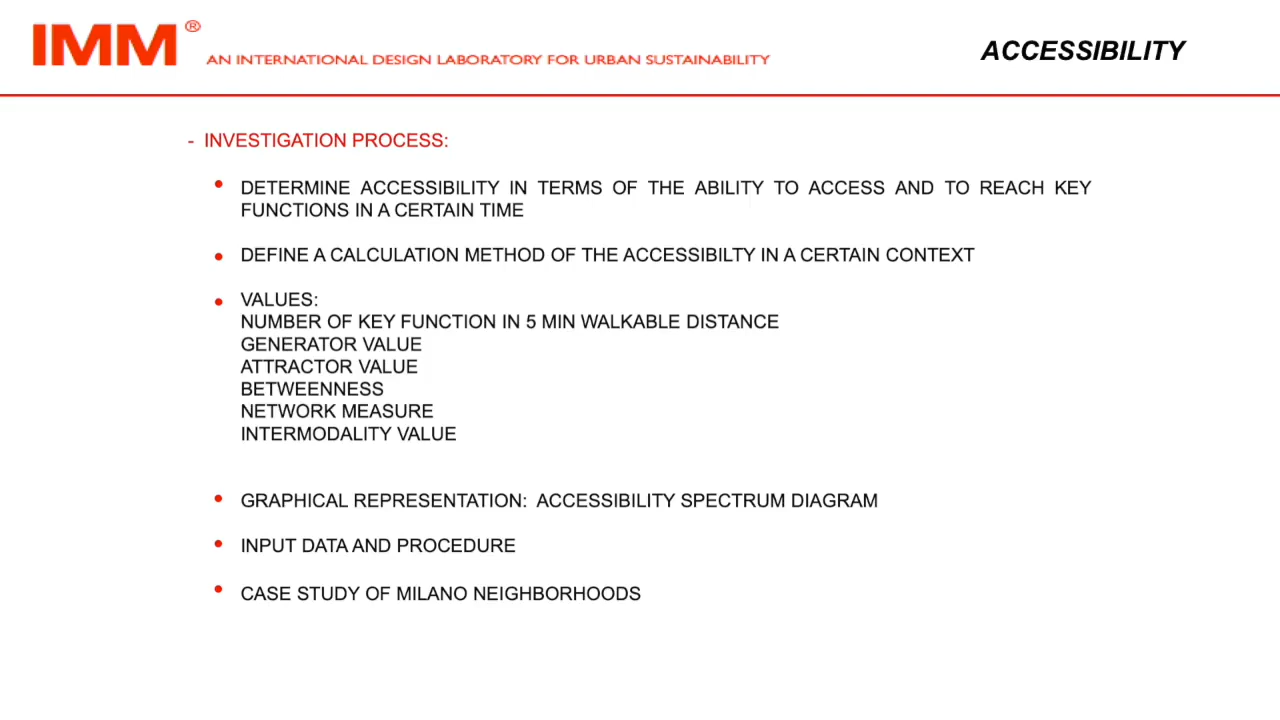 IMM®
AN INTERNATIONAL DESIGN LABORATORY FOR URBAN SUSTAINABILITY
ACCESSIBILITY
- INVESTIGATION PROCESS:
• DETERMINE ACCESSIBILITY IN TERMS OF THE ABILITY TO ACCESS AND TO REACH KEY
FUNCTIONS IN A CERTAIN TIME
• DEFINE A CALCULATION METHOD OF THE ACCESSIBILTY IN A CERTAIN CONTEXT
• VALUES:
NUMBER OF KEY FUNCTION IN 5 MIN WALKABLE DISTANCE
GENERATOR VALUE
ATTRACTOR VALUE
BETWEENNESS
NETWORK MEASURE
INTERMODALITY VALUE
• GRAPHICAL REPRESENTATION: ACCESSIBILITY SPECTRUM DIAGRAM
• INPUT DATA AND PROCEDURE
• CASE STUDY OF MILANO NEIGHBORHOODS